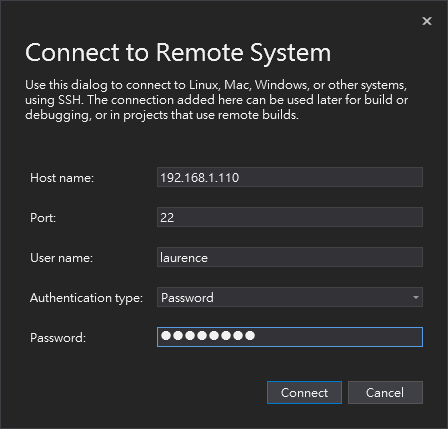 Connect to Remote System
Use this dialog to connect to Linux, Mac, Windows, or other systems,
using SSH. The connection added here can be used later for build or
debugging, or in projects that use remote builds.
Host name: 192.168.1.110
Port: 22
User name: laurence
Authentication type: Password
Password: ●●●●●●●●
Connect Cancel